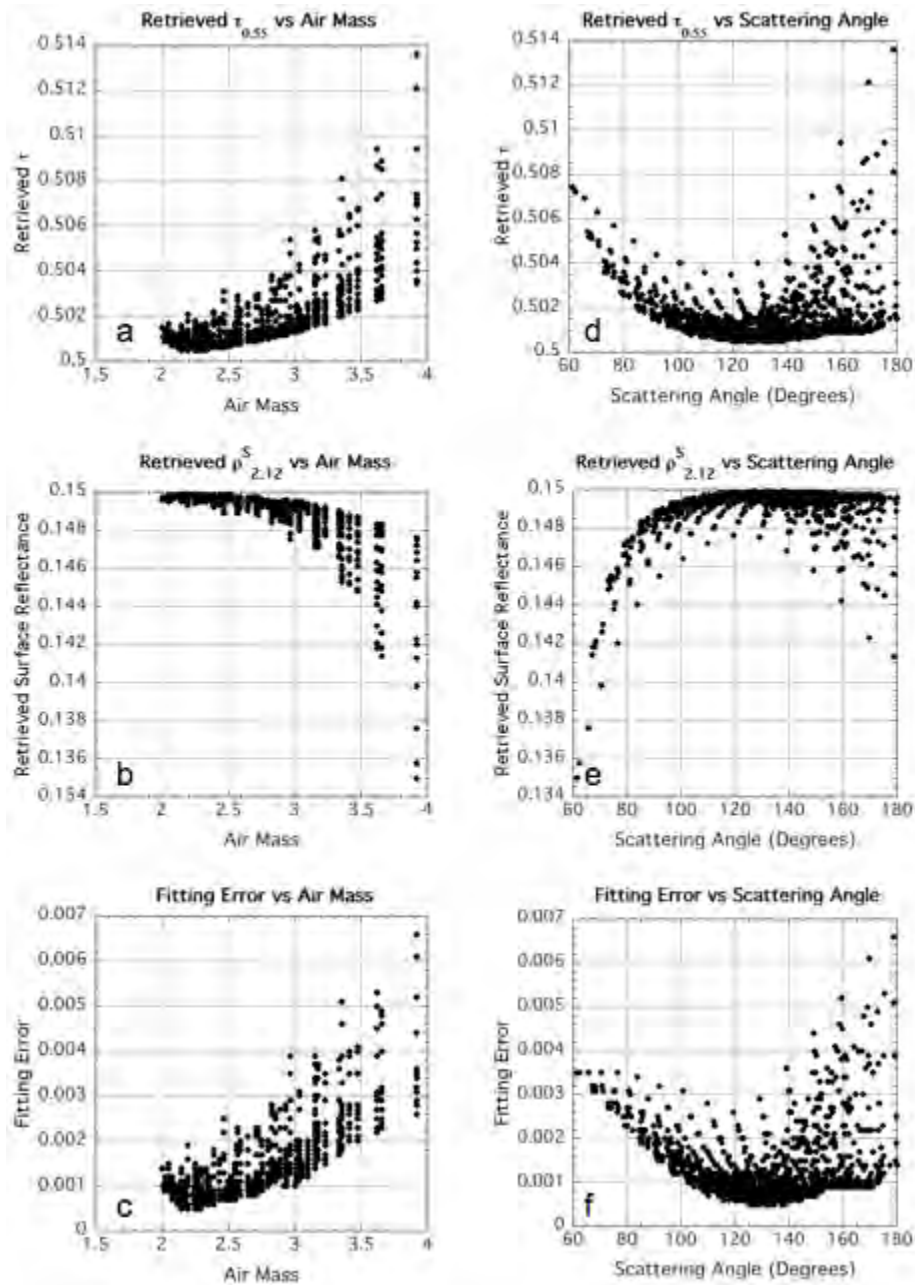 Retrieved τ0.55 vs Air Mass
0.514
0.512
0.51
0.508
0.506
0.504
0.502
0.5
Retrieved τ
a
1.5 2 2.5 3 3.5 4
Air Mass
Retrieved τ0.55 vs Scattering Angle
0.514
0.512
0.51
0.508
0.506
0.504
0.502
0.5
Retrieved τ
d
60 80 100 120 140 160 180
Scattering Angle (Degrees)
Retrieved ρS2.12 vs Air Mass
0.15
0.148
0.146
0.144
0.142
0.14
0.138
0.136
0.154
Retrieved Surface Reflectance
b
1.5 2 2.5 3 3.5 4
Air Mass
Retrieved ρS2.12 vs Scattering Angle
0.15
0.148
0.146
0.144
0.142
0.14
0.138
0.136
0.134
Retrieved Surface Reflectance
e
60 80 100 120 140 160 180
Scattering Angle (Degrees)
Fitting Error vs Air Mass
0.007
0.006
0.005
0.004
0.003
0.002
0.001
0
Fitting Error
c
1.5 2 2.5 3 3.5 4
Air Mass
Fitting Error vs Scattering Angle
0.007
0.006
0.005
0.004
0.003
0.002
0.001
0
Fitting Error
f
60 80 100 120 140 160 180
Scattering Angle (Degrees)